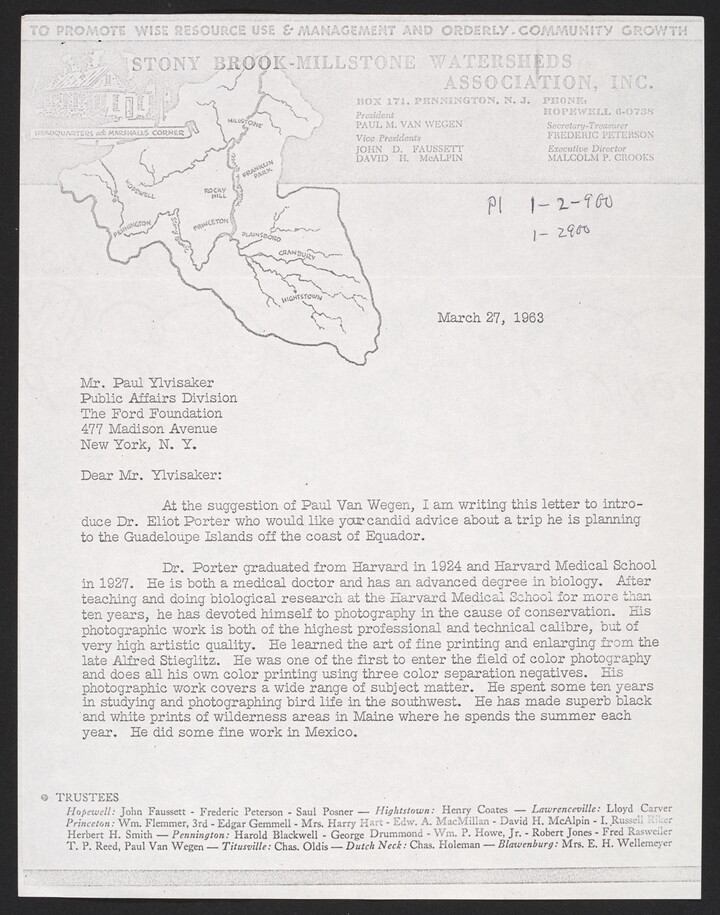 TO PROMOTE WISE RESOURCE USE & MANAGEMENT AND ORDERLY COMMUNITY GROWTH
STONY BROOK-MILLSTONE WATERSHEDS
ASSOCIATION, INC.
BOX 171, PENNINGTON, N. J. PHONE:
HOPEWELL 6-0738
President
PAUL M. VAN WEGEN
Vice Presidents
JOHN D. FAUSSETT
DAVID H. McALPIN
Secretary-Treasurer
FREDERIC PETERSON
Executive Director
MALCOLM P. CROOKS
HEADQUARTERS at MARSHALLS CORNER
MILLSTONE
FRANKLIN PARK
HOPEWELL
ROCKY HILL
PENNINGTON
PRINCETON
PLAINSBORO
CRANBURY
HIGHTSTOWN
PI 1-2-900
1-2900
March 27, 1963
Mr. Paul Ylvisaker
Public Affairs Division
The Ford Foundation
477 Madison Avenue
New York, N. Y.
Dear Mr. Ylvisaker:
At the suggestion of Paul Van Wegen, I am writing this letter to intro-
duce Dr. Eliot Porter who would like your candid advice about a trip he is planning
to the Guadeloupe Islands off the coast of Equador.
Dr. Porter graduated from Harvard in 1924 and Harvard Medical School
in 1927. He is both a medical doctor and has an advanced degree in biology. After
teaching and doing biological research at the Harvard Medical School for more than
ten years, he has devoted himself to photography in the cause of conservation. His
photographic work is both of the highest professional and technical calibre, but of
very high artistic quality. He learned the art of fine printing and enlarging from the
late Alfred Stieglitz. He was one of the first to enter the field of color photography
and does all his own color printing using three color separation negatives. His
photographic work covers a wide range of subject matter. He spent some ten years
in studying and photographing bird life in the southwest. He has made superb black
and white prints of wilderness areas in Maine where he spends the summer each
year. He did some fine work in Mexico.
TRUSTEES
Hopewell: John Faussett - Frederic Peterson - Saul Posner — Hightstown: Henry Coates — Lawrenceville: Lloyd Carver
Princeton: Wm. Flemmer, 3rd - Edgar Gemmell - Mrs. Harry Hart - Edw. A. MacMillan - David H. McAlpin - I. Russell Riker
Herbert H. Smith — Pennington: Harold Blackwell - George Drummond - Wm. P. Howe, Jr. - Robert Jones - Fred Rasweiler
T. P. Reed, Paul Van Wegen — Titusville: Chas. Oldis — Dutch Neck: Chas. Holeman — Blawenburg: Mrs. E. H. Wellemeyer